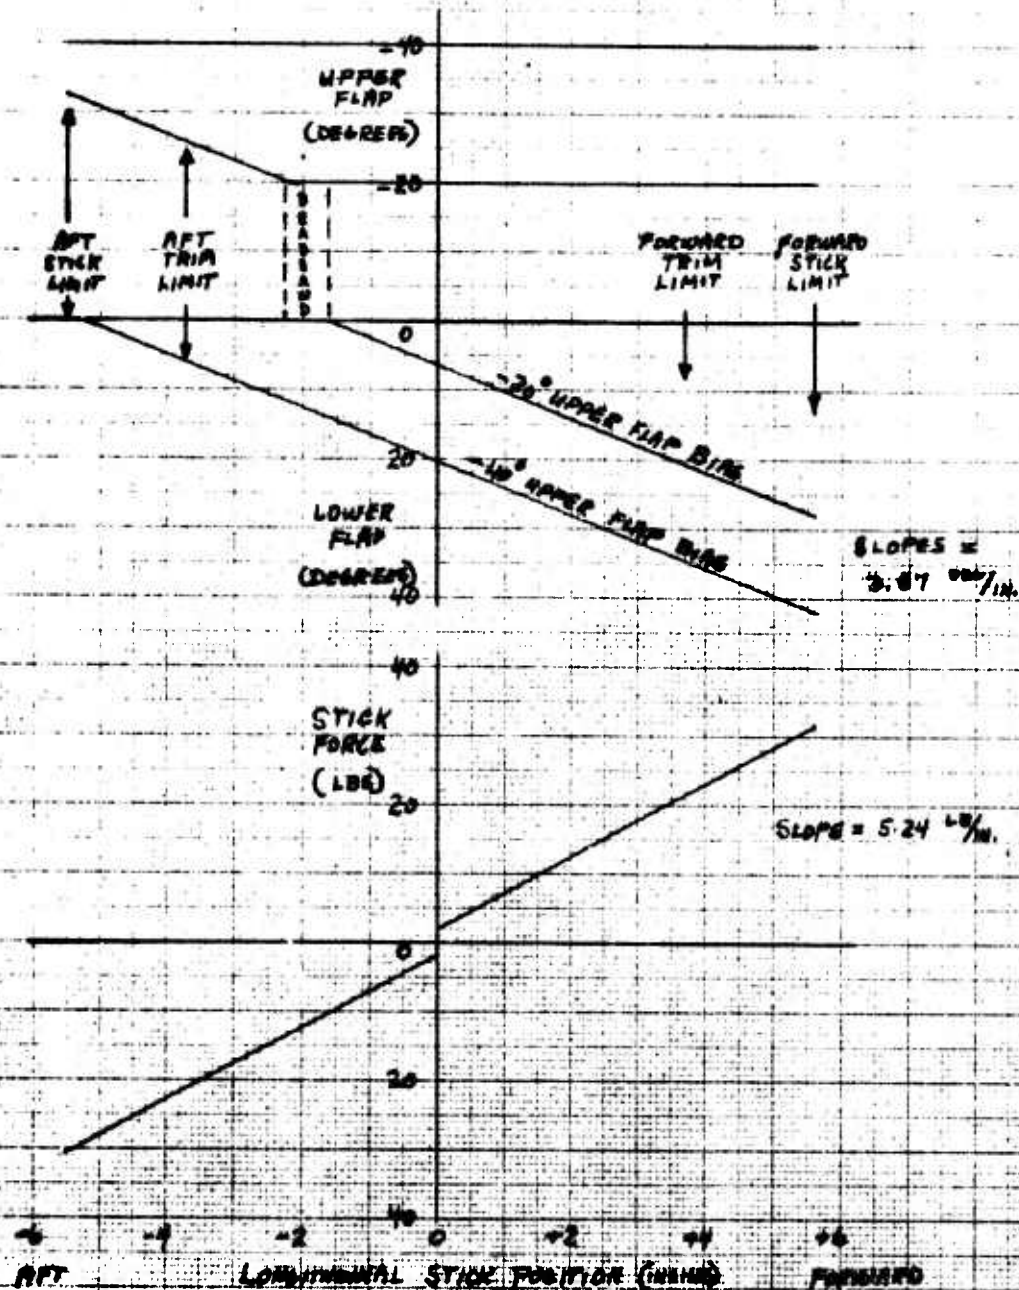 -40
UPPER
FLAP
(DEGREES)
-20
DEADBAND
AFT
STICK
LIMIT
AFT
TRIM
LIMIT
FORWARD
TRIM
LIMIT
FORWARD
STICK
LIMIT
0
-20° UPPER FLAP BIAS
20
-40° UPPER FLAP BIAS
LOWER
FLAP
(DEGREES)
SLOPES =
DEG/IN.
40
40
STICK
FORCE
(LBS)
20
SLOPE = 5.24 LB/IN.
0
20
40
-6 -4 -2 0 +2 +4 +6
AFT LONGITUDINAL STICK POSITION (INCHES) FORWARD